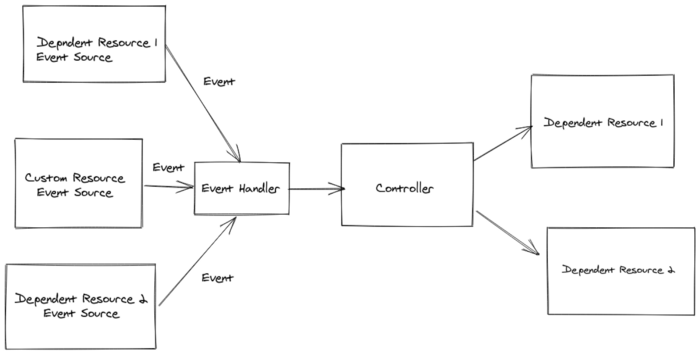 Depndent Resource 1
Event Source
Event
Dependent Resource 1
Custom Resource
Event Source
Event
Event Handler
Controller
Event
Dependent Resource 2
Event Source
Dependent Resource 2